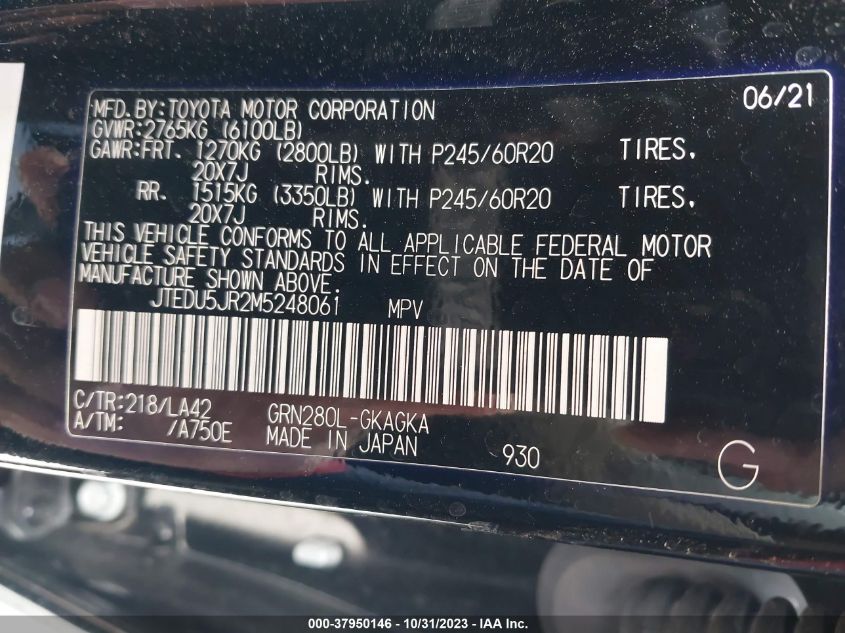 MFD. BY: TOYOTA MOTOR CORPORATION 06/21
GVWR: 2765KG (6100LB)
GAWR: FRT. 1270KG (2800LB) WITH P245/60R20 TIRES.
20X7J RIMS.
RR. 1515KG (3350LB) WITH P245/60R20 TIRES.
20X7J RIMS.
THIS VEHICLE CONFORMS TO ALL APPLICABLE FEDERAL MOTOR
VEHICLE SAFETY STANDARDS IN EFFECT ON THE DATE OF
MANUFACTURE SHOWN ABOVE.
JTEDU5JR2M5248061 MPV
C/TR: 218/LA42 GRN280L-GKAGKA
A/TM: /A750E MADE IN JAPAN 930
G
000-37950146 - 10/31/2023 - IAA Inc.